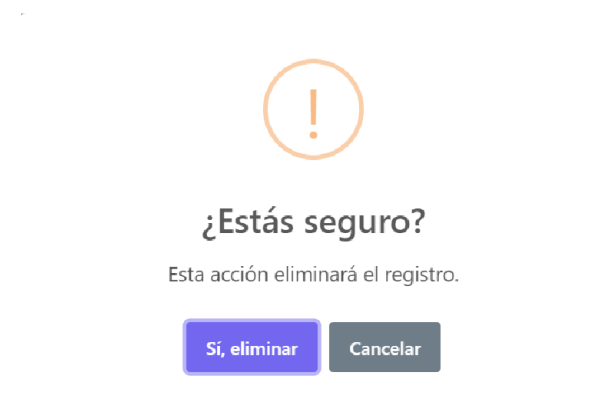 ¿Estás seguro?
Esta acción eliminará el registro.
Sí, eliminar
Cancelar